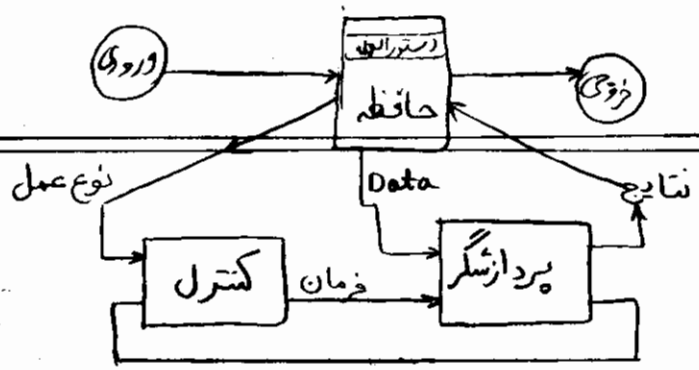 ورودی
دستورالعمل
حافظه
خروجی
نوع عمل
Data
نتایج
کنترل
فرمان
پردازشگر